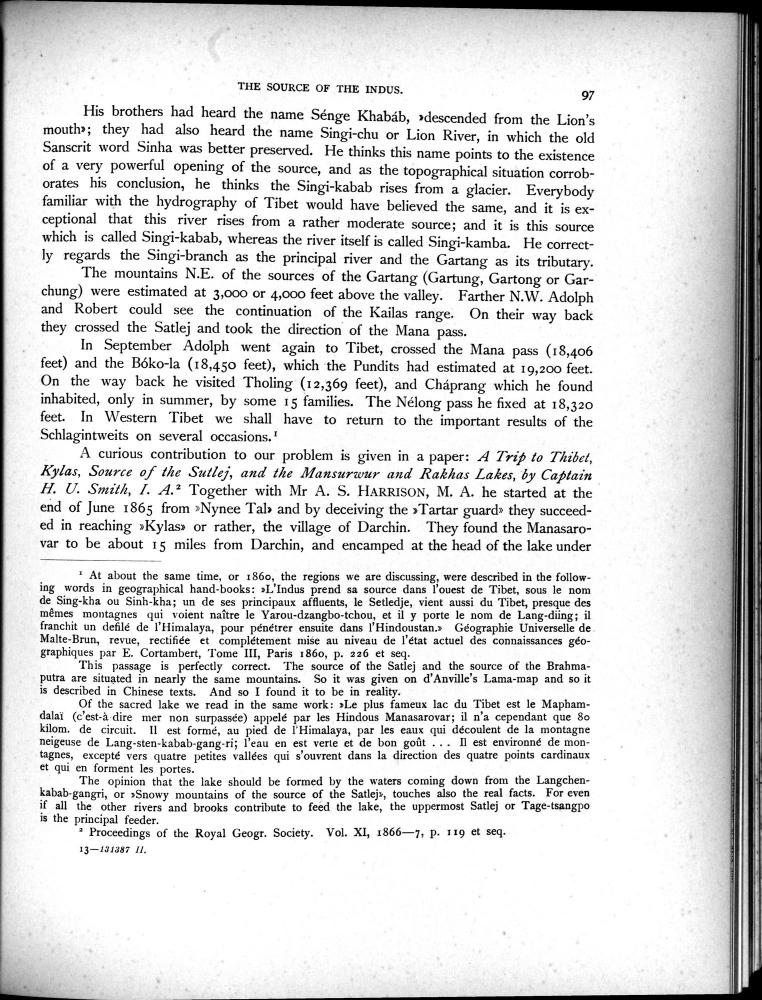 THE SOURCE OF THE INDUS.
97
His brothers had heard the name Sénge Khabáb, »descended from the Lion's
mouth»; they had also heard the name Singi-chu or Lion River, in which the old
Sanscrit word Sinha was better preserved. He thinks this name points to the existence
of a very powerful opening of the source, and as the topographical situation corrob-
orates his conclusion, he thinks the Singi-kabab rises from a glacier. Everybody
familiar with the hydrography of Tibet would have believed the same, and it is ex-
ceptional that this river rises from a rather moderate source; and it is this source
which is called Singi-kabab, whereas the river itself is called Singi-kamba. He correct-
ly regards the Singi-branch as the principal river and the Gartang as its tributary.
The mountains N.E. of the sources of the Gartang (Gartung, Gartong or Gar-
chung) were estimated at 3,000 or 4,000 feet above the valley. Farther N.W. Adolph
and Robert could see the continuation of the Kailas range. On their way back
they crossed the Satlej and took the direction of the Mana pass.
In September Adolph went again to Tibet, crossed the Mana pass (18,406
feet) and the Bóko-la (18,450 feet), which the Pundits had estimated at 19,200 feet.
On the way back he visited Tholing (12,369 feet), and Cháprang which he found
inhabited, only in summer, by some 15 families. The Nélong pass he fixed at 18,320
feet. In Western Tibet we shall have to return to the important results of the
Schlagintweits on several occasions.¹
A curious contribution to our problem is given in a paper: A Trip to Thibet,
Kylas, Source of the Sutlej, and the Mansurwur and Rakhas Lakes, by Captain
H. U. Smith, I. A.² Together with Mr A. S. HARRISON, M. A. he started at the
end of June 1865 from »Nynee Tal» and by deceiving the »Tartar guard» they succeed-
ed in reaching »Kylas» or rather, the village of Darchin. They found the Manasaro-
var to be about 15 miles from Darchin, and encamped at the head of the lake under
¹ At about the same time, or 1860, the regions we are discussing, were described in the follow-
ing words in geographical hand-books: »L'Indus prend sa source dans l'ouest de Tibet, sous le nom
de Sing-kha ou Sinh-kha; un de ses principaux affluents, le Setledje, vient aussi du Tibet, presque des
mêmes montagnes qui voient naître le Yarou-dzangbo-tchou, et il y porte le nom de Lang-diing; il
franchit un defilé de l'Himalaya, pour pénétrer ensuite dans l'Hindoustan.» Géographie Universelle de
Malte-Brun, revue, rectifiée et complétement mise au niveau de l'état actuel des connaissances géo-
graphiques par E. Cortambert, Tome III, Paris 1860, p. 226 et seq.
This passage is perfectly correct. The source of the Satlej and the source of the Brahma-
putra are situated in nearly the same mountains. So it was given on d'Anville's Lama-map and so it
is described in Chinese texts. And so I found it to be in reality.
Of the sacred lake we read in the same work: »Le plus fameux lac du Tibet est le Mapham-
dalaï (c'est-à dire mer non surpassée) appelé par les Hindous Manasarovar; il n'a cependant que 80
kilom. de circuit. Il est formé, au pied de l'Himalaya, par les eaux qui découlent de la montagne
neigeuse de Lang-sten-kabab-gang-ri; l'eau en est verte et de bon goût . . . Il est environné de mon-
tagnes, excepté vers quatre petites vallées qui s'ouvrent dans la direction des quatre points cardinaux
et qui en forment les portes.
The opinion that the lake should be formed by the waters coming down from the Langchen-
kabab-gangri, or »Snowy mountains of the source of the Satlej», touches also the real facts. For even
if all the other rivers and brooks contribute to feed the lake, the uppermost Satlej or Tage-tsangpo
is the principal feeder.
² Proceedings of the Royal Geogr. Society. Vol. XI, 1866—7, p. 119 et seq.
13—131387 II.